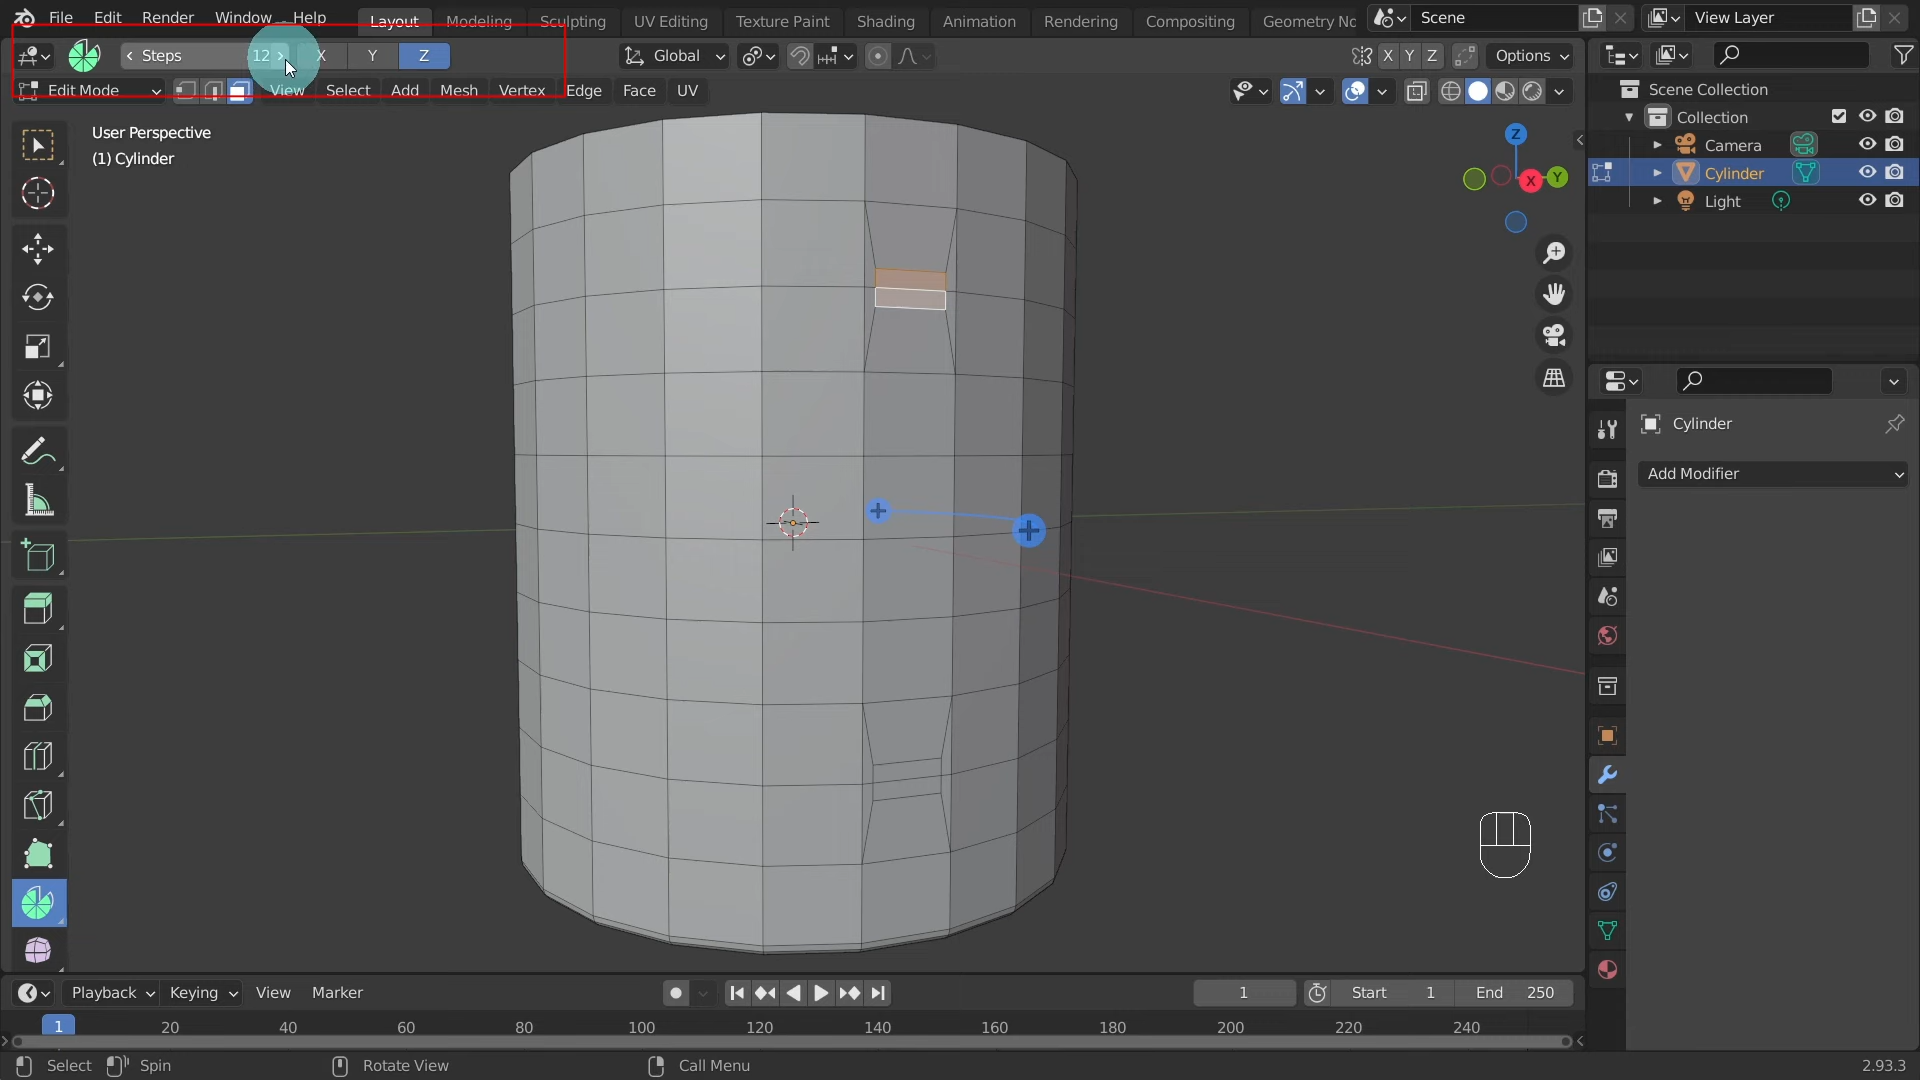 File Edit Render Window Help Layout Modeling Sculpting UV Editing Texture Paint Shading Animation Rendering Compositing Geometry No Scene View Layer
Steps 12 X Y Z Global X Y Z Options
Edit Mode View Select Add Mesh Vertex Edge Face UV
User Perspective
(1) Cylinder
Z
X
Y
Scene Collection
Collection
Camera
Cylinder
Light
Cylinder
Add Modifier
Playback Keying View Marker 1 Start 1 End 250
1 20 40 60 80 100 120 140 160 180 200 220 240
Select Spin Rotate View Call Menu 2.93.3